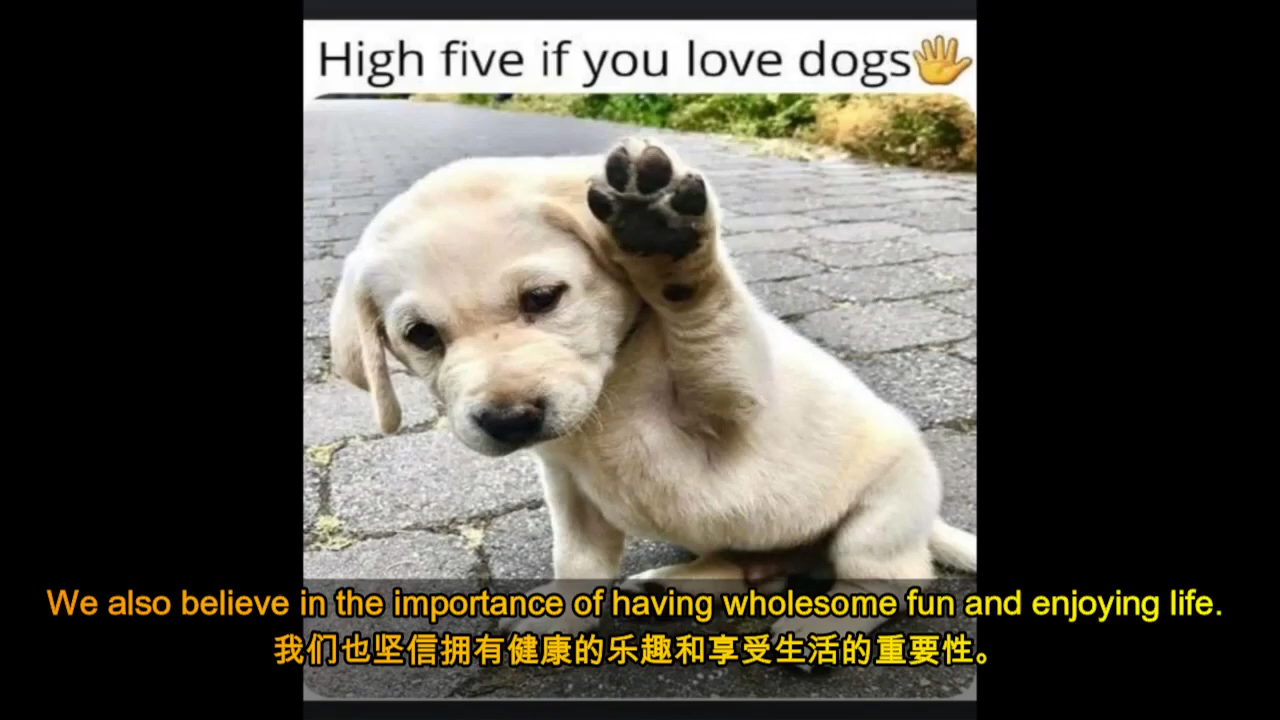 High five if you love dogs🖐
We also believe in the importance of having wholesome fun and enjoying life.
我们也坚信拥有健康的乐趣和享受生活的重要性。